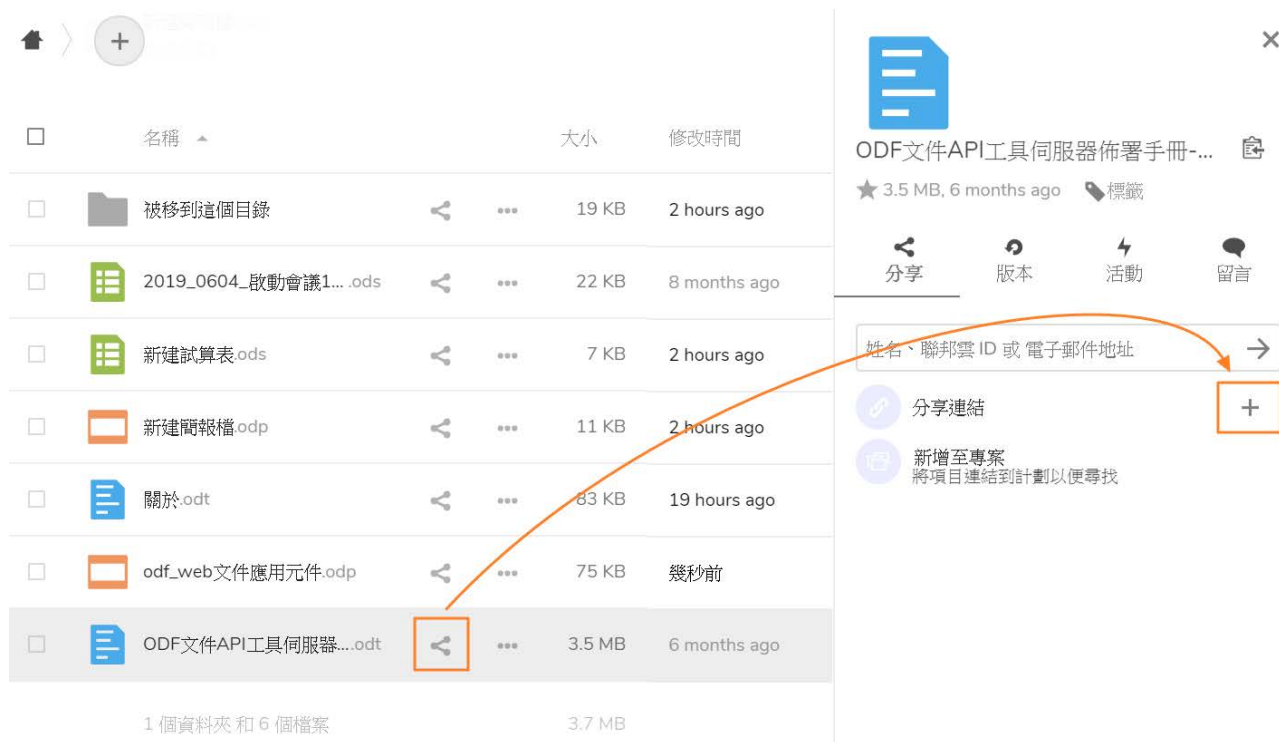 名稱 大小 修改時間
被移到這個目錄 19 KB 2 hours ago
2019_0604_啟動會議1... .ods 22 KB 8 months ago
新建試算表.ods 7 KB 2 hours ago
新建簡報檔.odp 11 KB 2 hours ago
關於.odt 83 KB 19 hours ago
odf_web文件應用元件.odp 75 KB 幾秒前
ODF文件API工具伺服器....odt 3.5 MB 6 months ago
1 個資料夾 和 6 個檔案 3.7 MB
ODF文件API工具伺服器佈署手冊-...
3.5 MB, 6 months ago 標籤
分享 版本 活動 留言
姓名、聯邦雲 ID 或 電子郵件地址
分享連結
新增至專案
將項目連結到計劃以便尋找